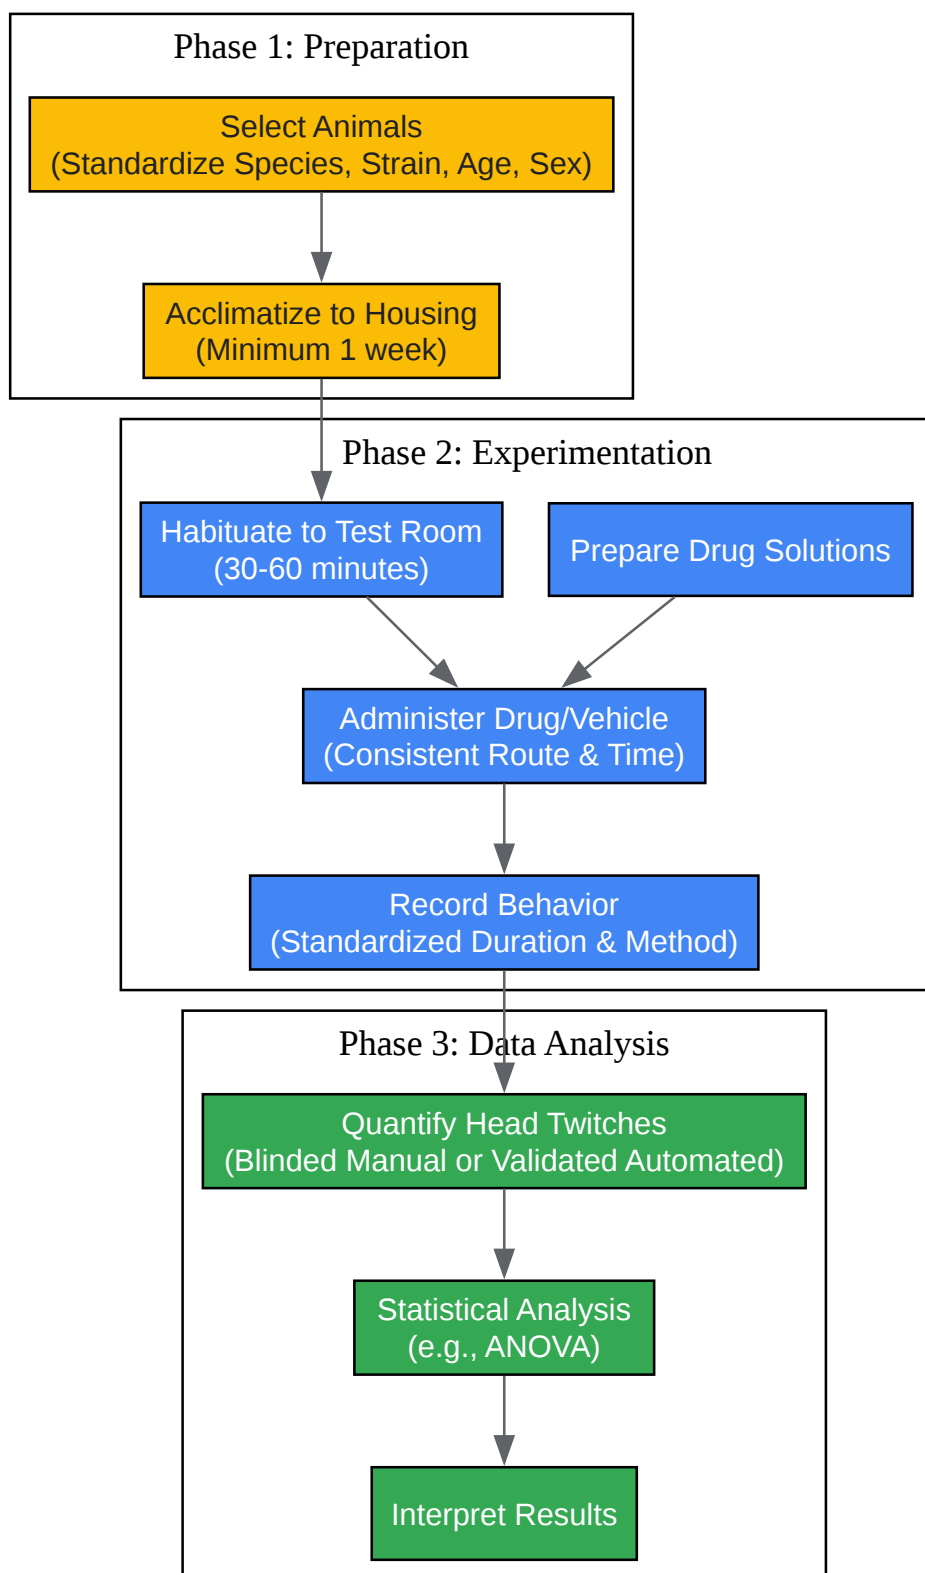 Phase 1: Preparation
Select Animals
(Standardize Species, Strain, Age, Sex)
Acclimatize to Housing
(Minimum 1 week)
Phase 2: Experimentation
Habituate to Test Room
(30-60 minutes)
Prepare Drug Solutions
Administer Drug/Vehicle
(Consistent Route & Time)
Record Behavior
(Standardized Duration & Method)
Phase 3: Data Analysis
Quantify Head Twitches
(Blinded Manual or Validated Automated)
Statistical Analysis
(e.g., ANOVA)
Interpret Results